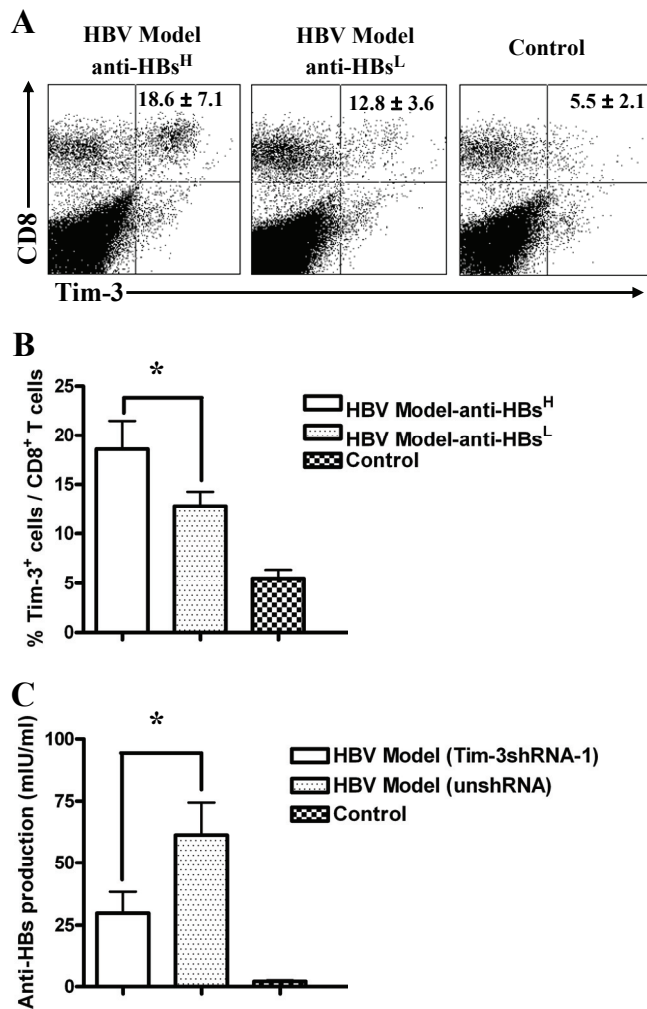 A
HBV Model
anti-HBsᴴ
HBV Model
anti-HBsᴸ
Control
18.6 ± 7.1
12.8 ± 3.6
5.5 ± 2.1
CD8
Tim-3
B
*
% Tim-3⁺ cells / CD8⁺ T cells
25
20
15
10
5
0
HBV Model-anti-HBsᴴ
HBV Model-anti-HBsᴸ
Control
C
*
Anti-HBs production (mIU/ml)
100
75
50
25
0
HBV Model (Tim-3shRNA-1)
HBV Model (unshRNA)
Control